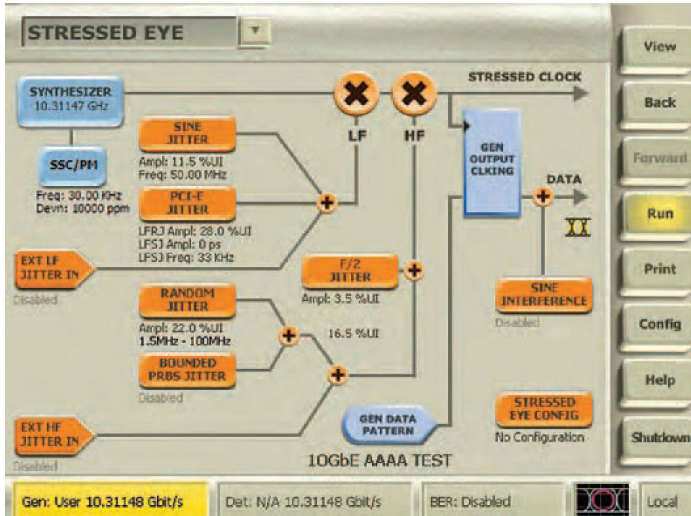 STRESSED EYE
View
SYNTHESIZER
10.31147 GHz
STRESSED CLOCK
Back
LF
HF
SINE
JITTER
GEN
OUTPUT
CLKING
SSC/PM
Ampl: 11.5 %UI
Freq: 50.00 MHz
Forward
DATA
Freq: 30.00 KHz
Devn: 10000 ppm
PCI-E
JITTER
Run
LFRJ Ampl: 28.0 %UI
LFSJ Ampl: 0 ps
LFSJ Freq: 33 KHz
EXT LF
JITTER IN
Disabled
F/2
JITTER
Ampl: 3.5 %UI
Print
RANDOM
JITTER
SINE
INTERFERENCE
Disabled
Ampl: 22.0 %UI
1.5MHz - 100MHz
16.5 %UI
Config
BOUNDED
PRBS JITTER
Disabled
Help
EXT HF
JITTER IN
Disabled
GEN DATA
PATTERN
STRESSED
EYE CONFIG
No Configuration
Shutdown
10GbE AAAA TEST
Gen: User 10.31148 Gbit/s
Det: N/A 10.31148 Gbit/s
BER: Disabled
Local